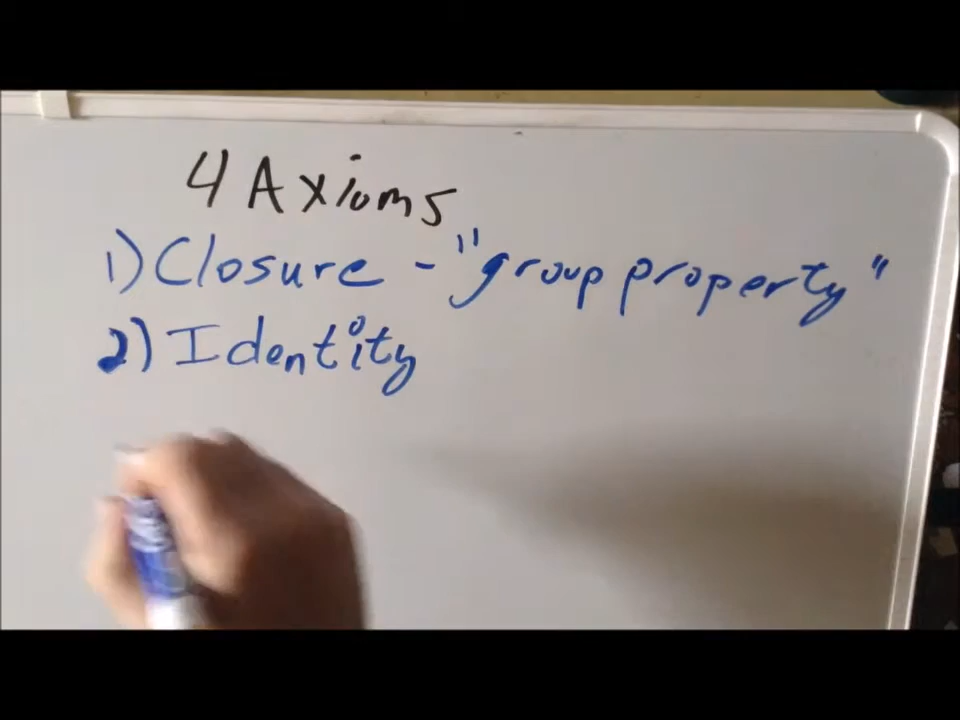 4 Axioms
1) Closure - "group property"
2) Identity